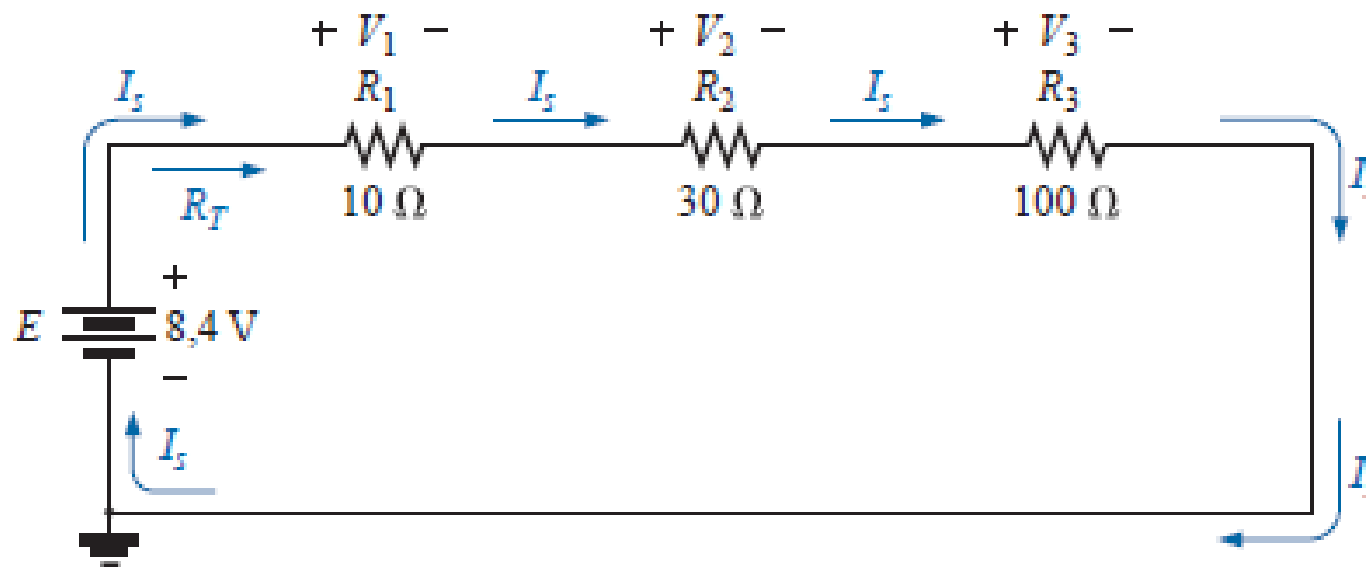 + V1 − + V2 − + V3 −
Is R1 Is R2 Is R3
RT 10 Ω 30 Ω 100 Ω I
+
E 8,4 V
−
Is I